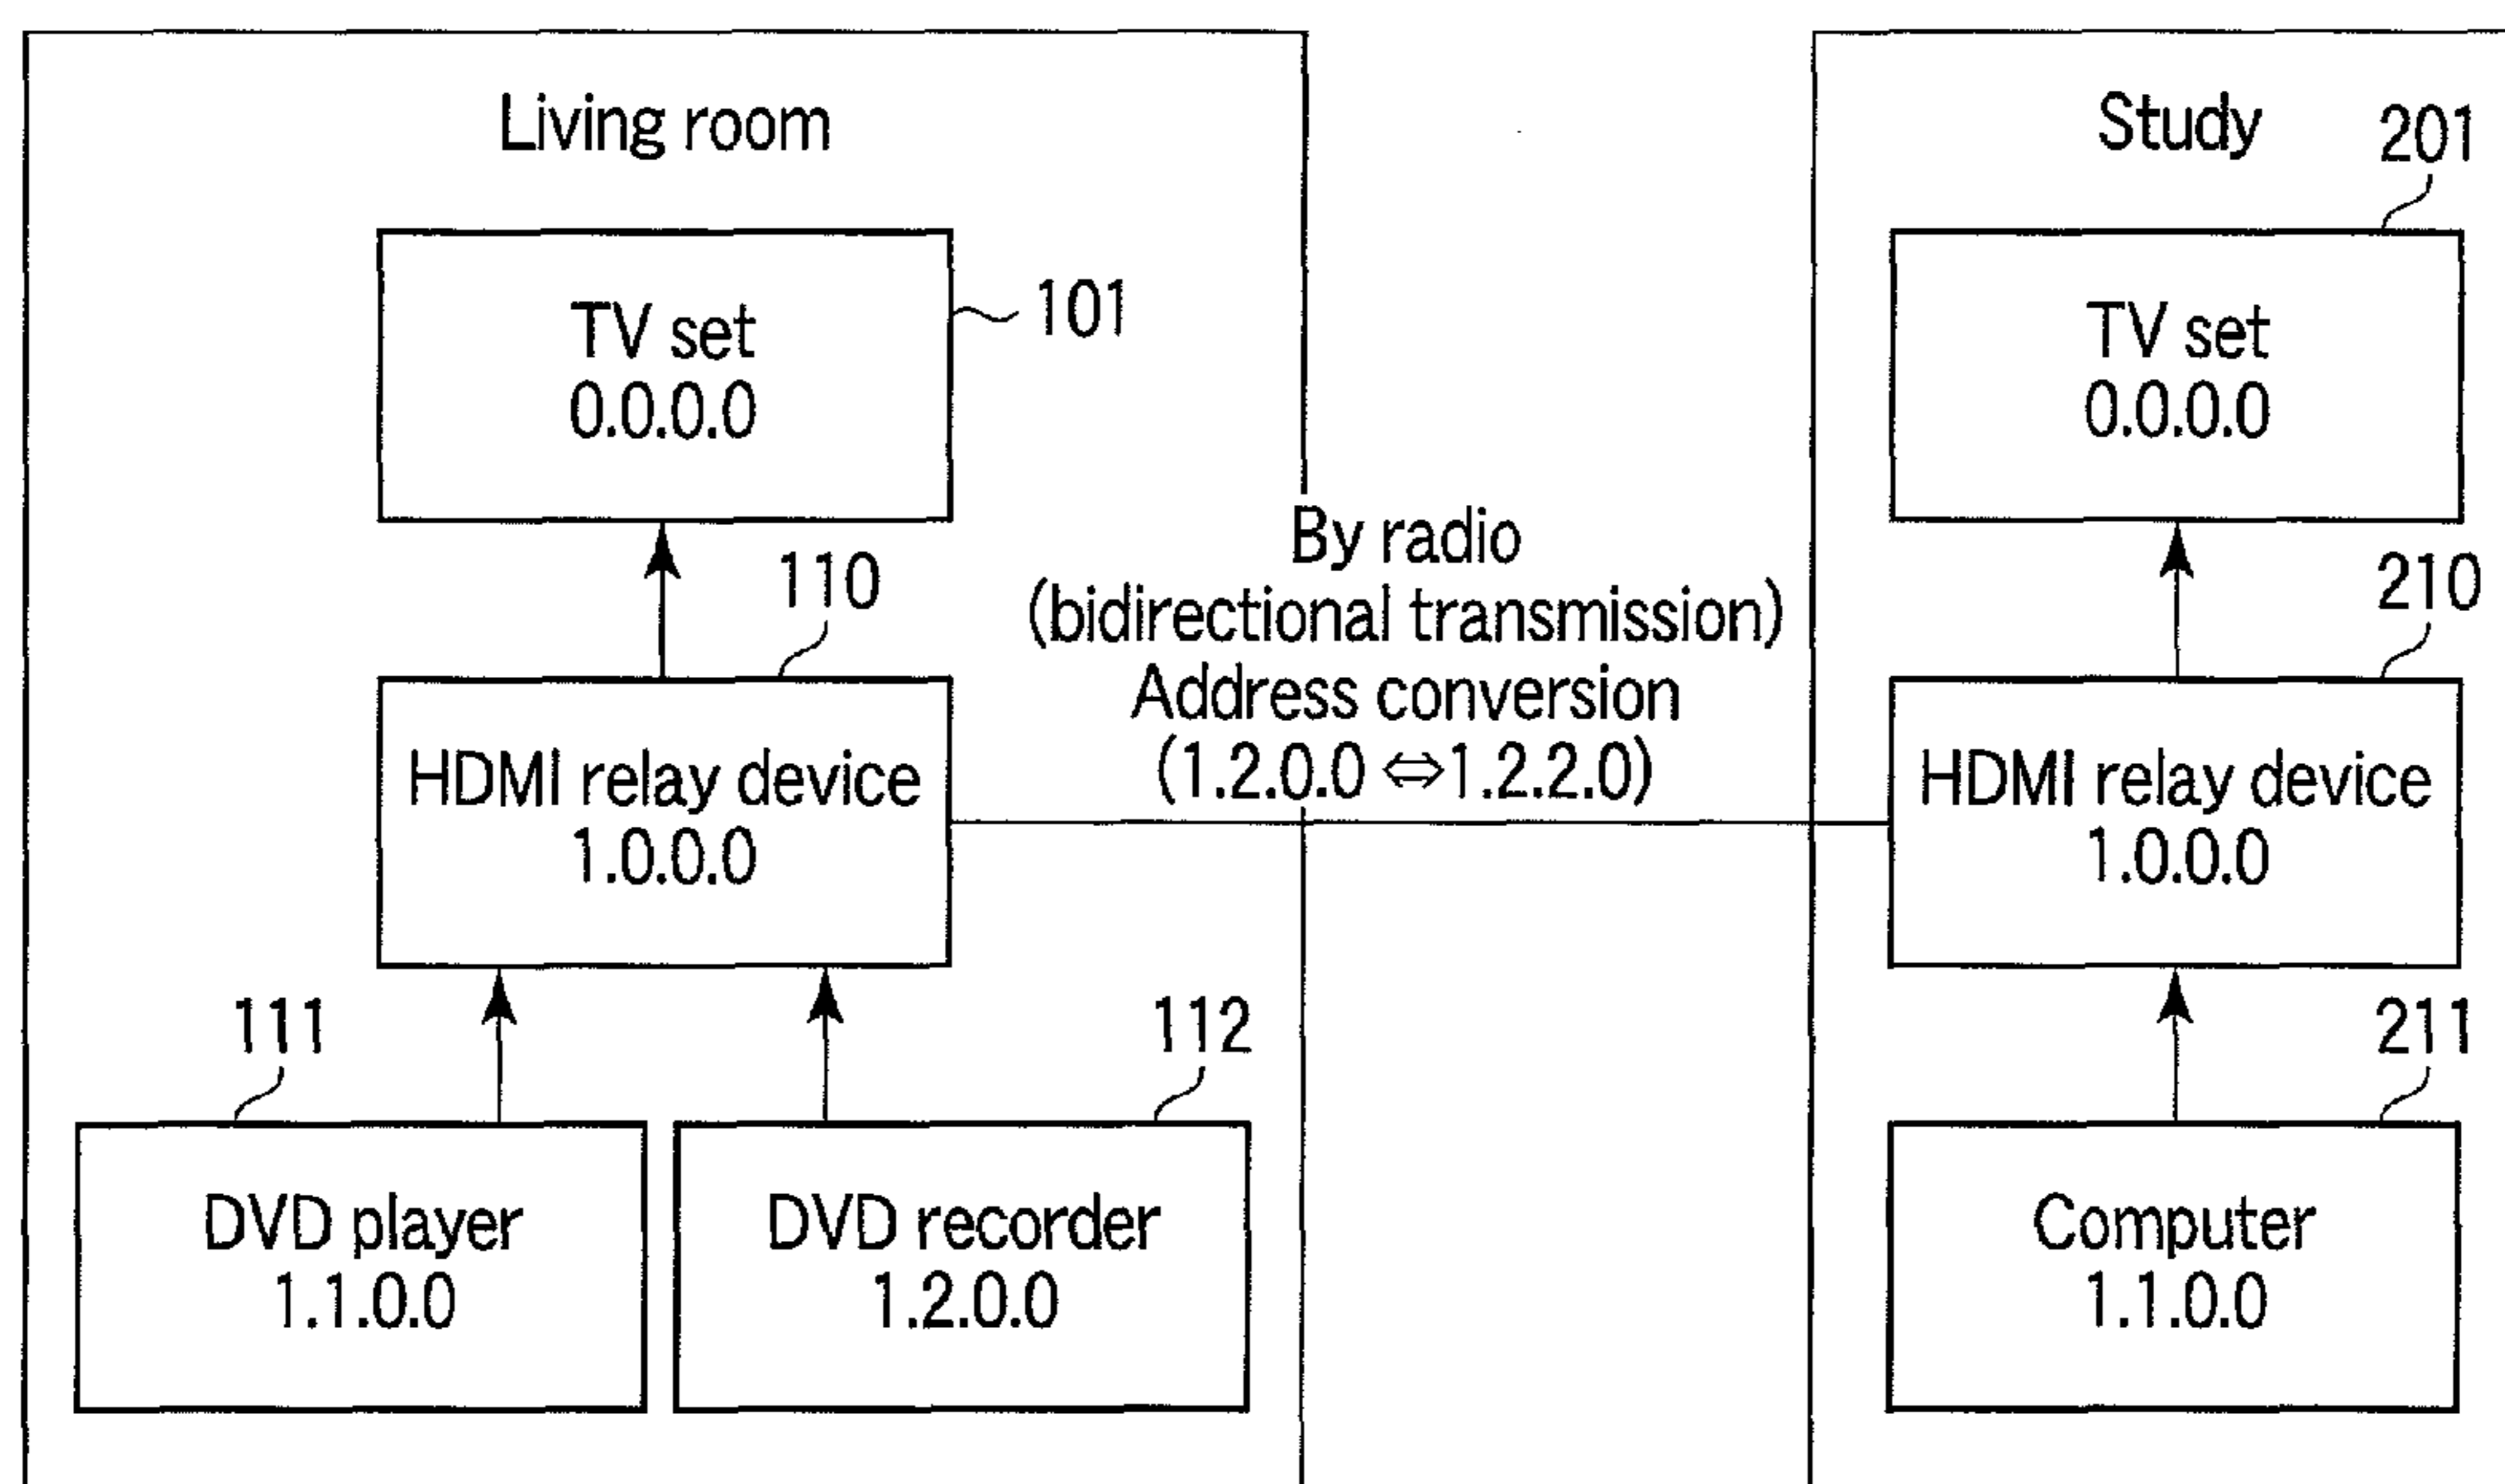 Living room
TV set
0.0.0.0
101
110
HDMI relay device
1.0.0.0
111
112
DVD player
1.1.0.0
DVD recorder
1.2.0.0
By radio
(bidirectional transmission)
Address conversion
(1.2.0.0 ⇔ 1.2.2.0)
Study
201
TV set
0.0.0.0
210
HDMI relay device
1.0.0.0
211
Computer
1.1.0.0